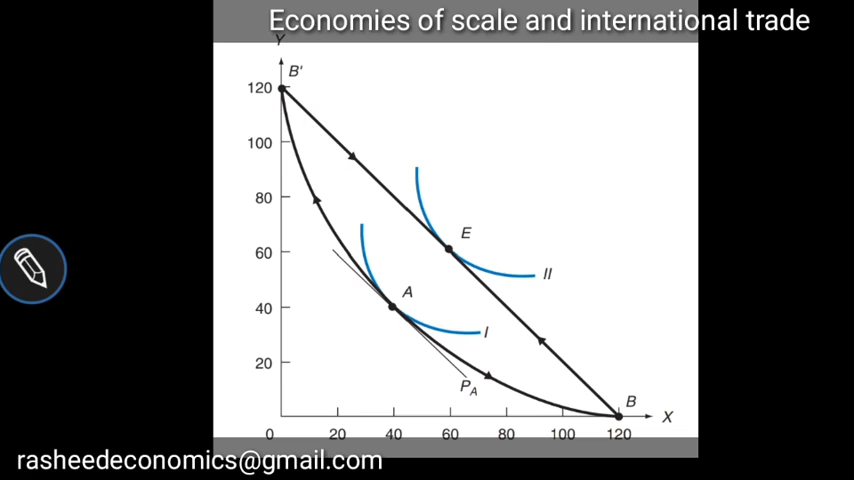 Economies of scale and international trade
Y
B'
120
100
80
E
60
II
A
40
I
20
P_A
B
X
0 20 40 60 80 100 120
rasheedeconomics@gmail.com